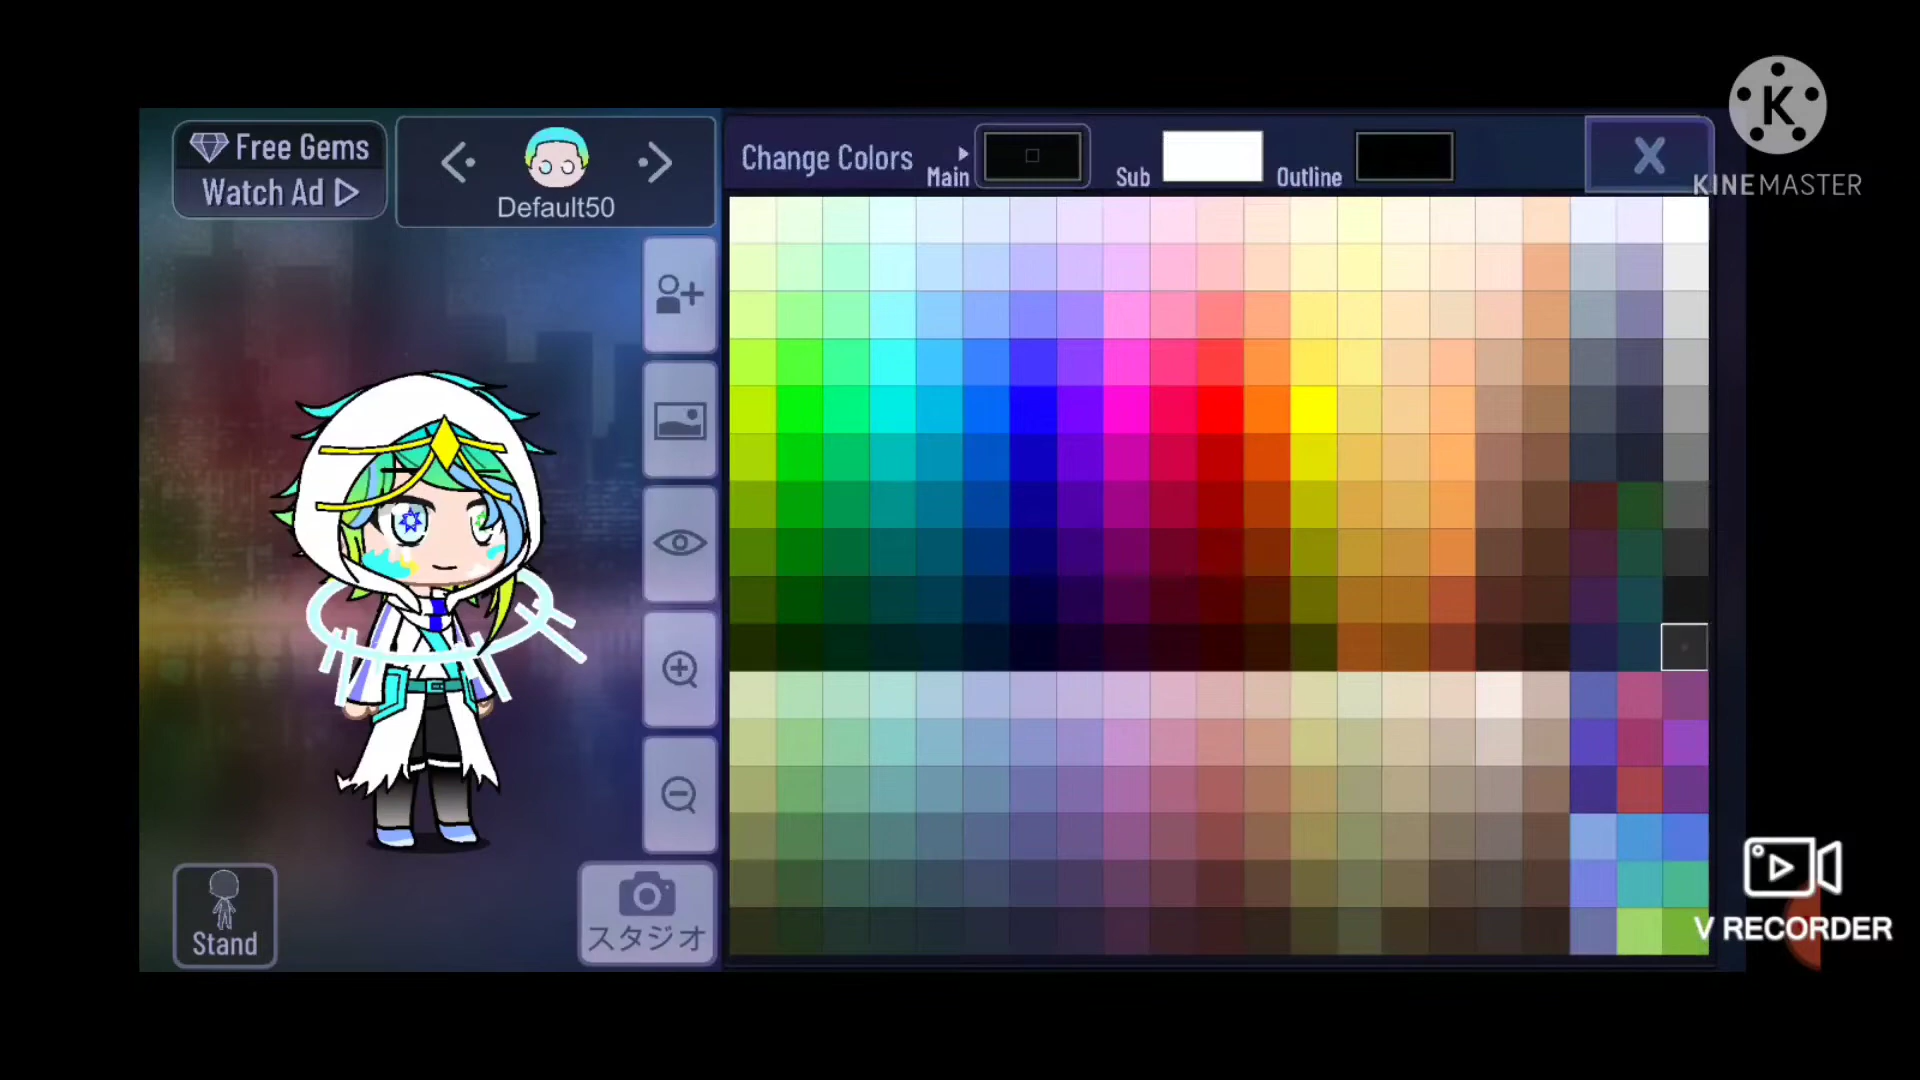 Free Gems
Watch Ad
Default50
Change Colors
Main
Sub
Outline
X
K
KINEMASTER
Stand
スタジオ
V RECORDER